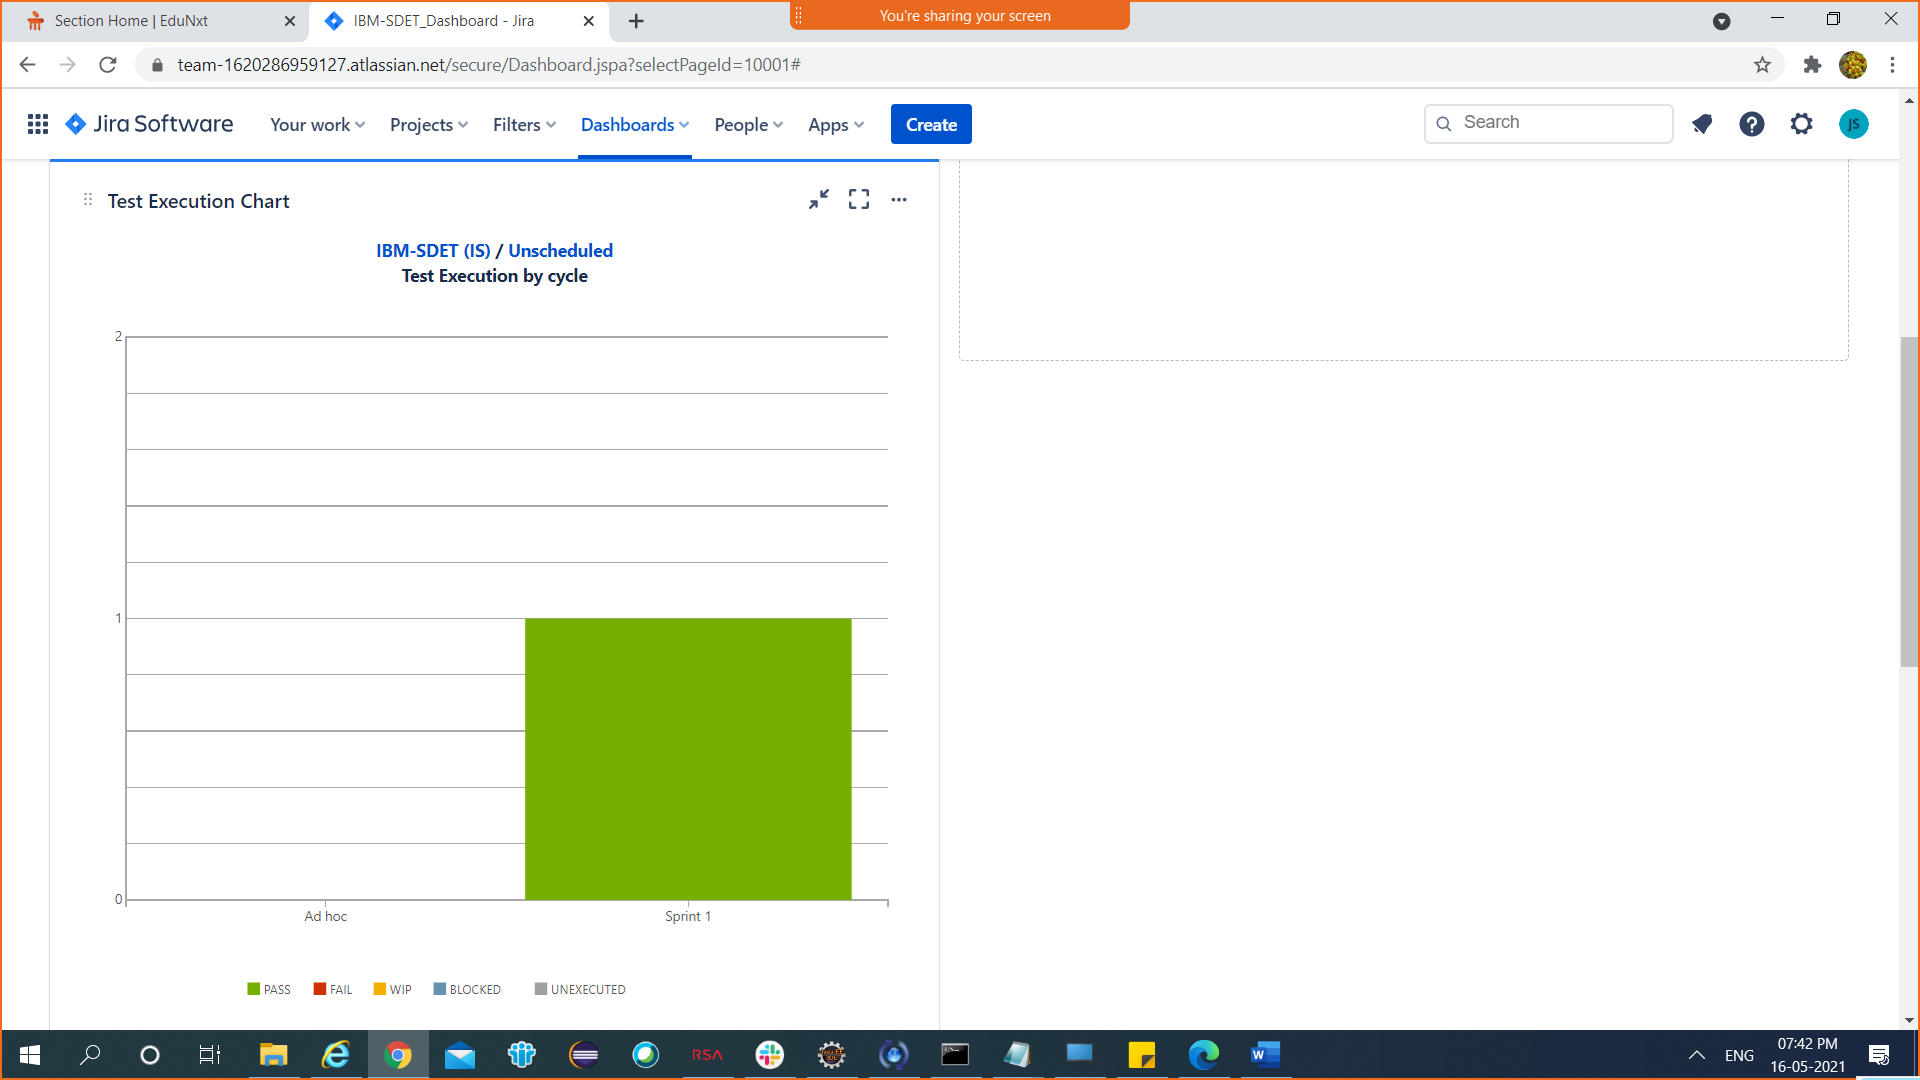 Section Home | EduNxt
IBM-SDET_Dashboard - Jira
You're sharing your screen
team-1620286959127.atlassian.net/secure/Dashboard.jspa?selectPageId=10001#
Jira Software
Your work
Projects
Filters
Dashboards
People
Apps
Create
Search
JS
Test Execution Chart
IBM-SDET (IS) / Unscheduled
Test Execution by cycle
2
1
0
Ad hoc
Sprint 1
PASS
FAIL
WIP
BLOCKED
UNEXECUTED
RSA
ENG
07:42 PM
16-05-2021